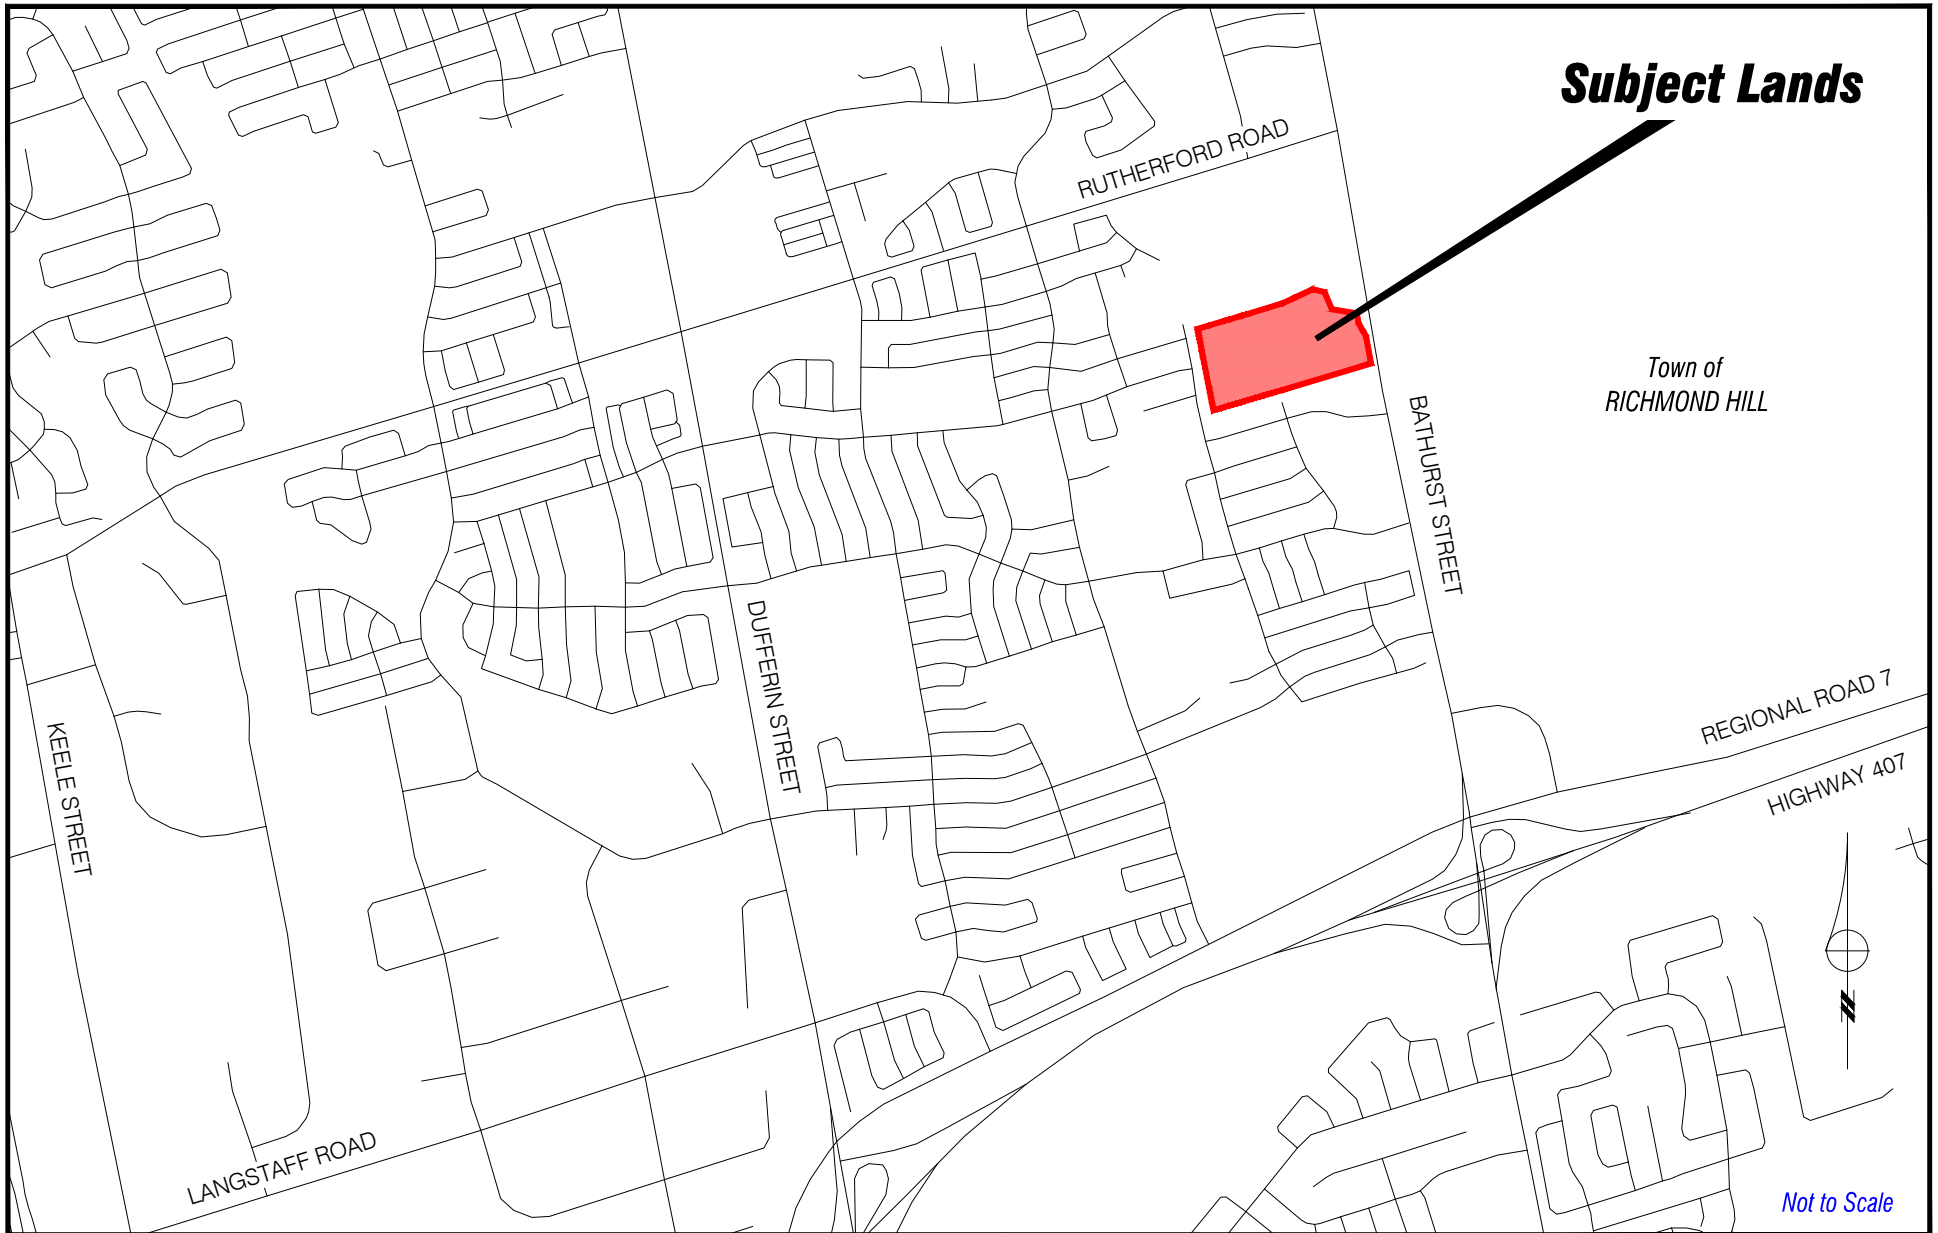 Subject Lands
RUTHERFORD ROAD
Town of
RICHMOND HILL
BATHURST STREET
DUFFERIN STREET
REGIONAL ROAD 7
KEELE STREET
HIGHWAY 407
N
LANGSTAFF ROAD
Not to Scale